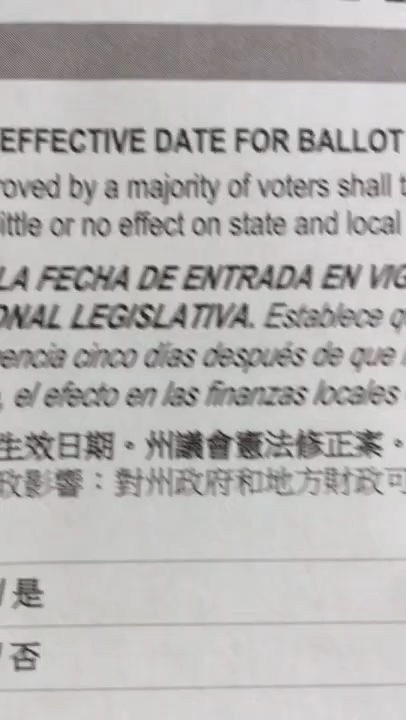 EFFECTIVE DATE FOR BALLOT
roved by a majority of voters shall t
little or no effect on state and local
LA FECHA DE ENTRADA EN VIG
ONAL LEGISLATIVA. Establece q
encia cinco días después de que
, el efecto en las finanzas locales
生效日期。州議會憲法修正案。
政影響：對州政府和地方財政可
/ 是
/ 否